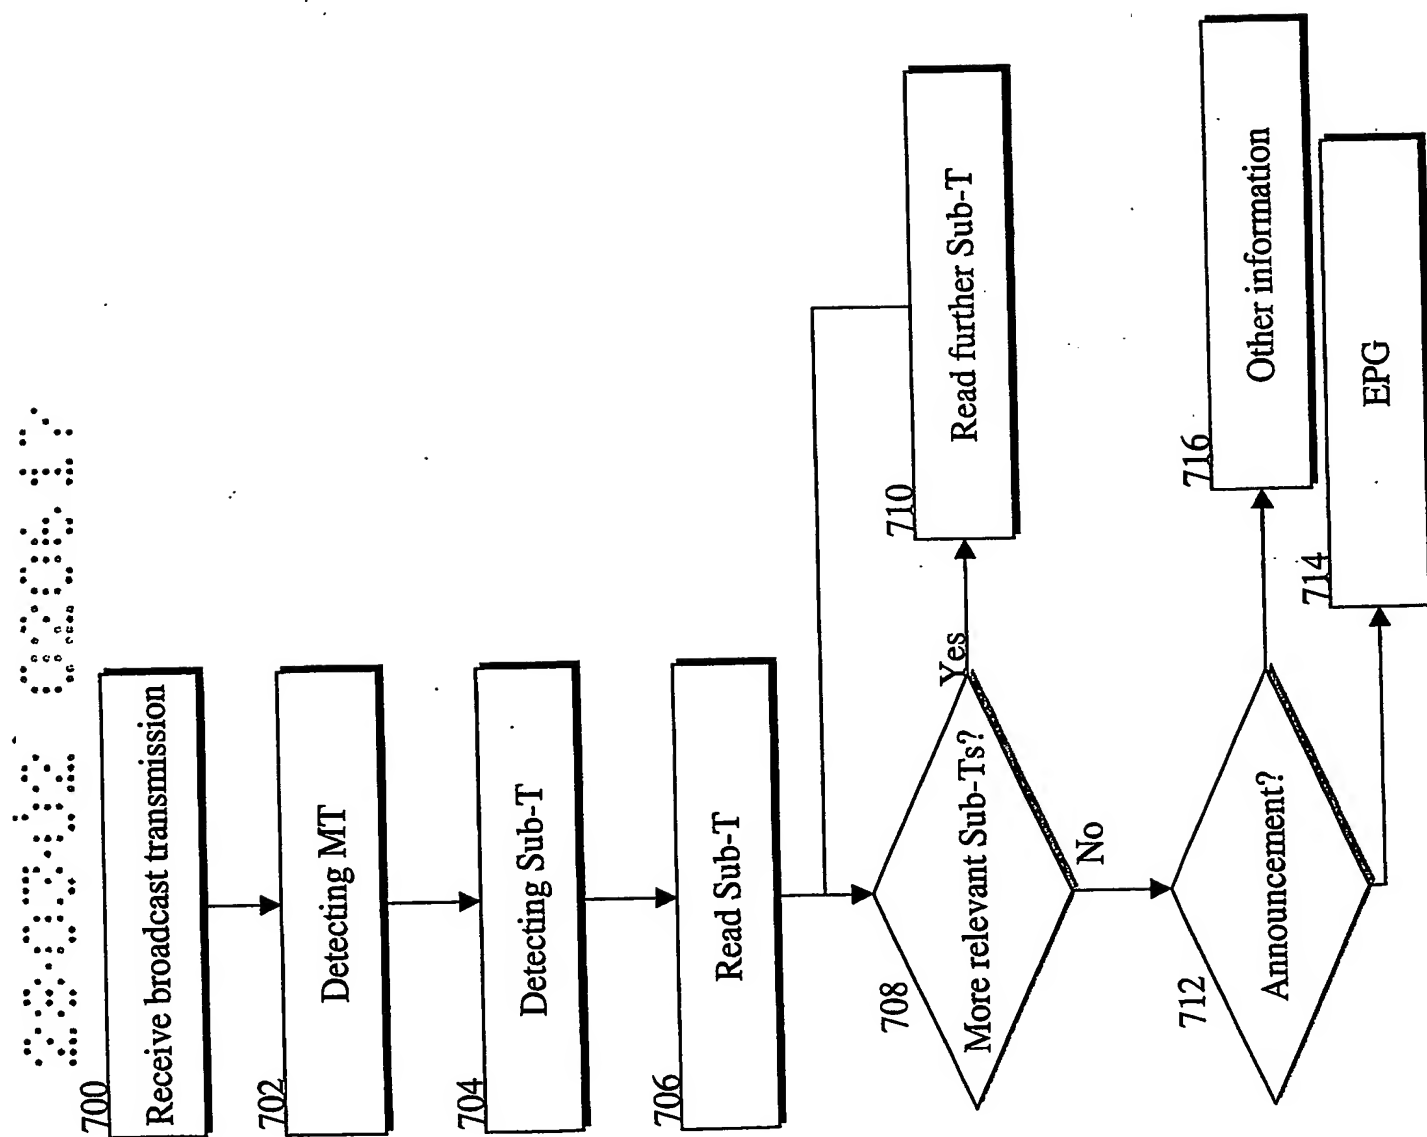 700
Receive broadcast transmission
702
Detecting MT
704
Detecting Sub-T
706
Read Sub-T
708
More relevant Sub-Ts?
Yes
No
710
Read further Sub-T
712
Announcement?
716
Other information
714
EPG